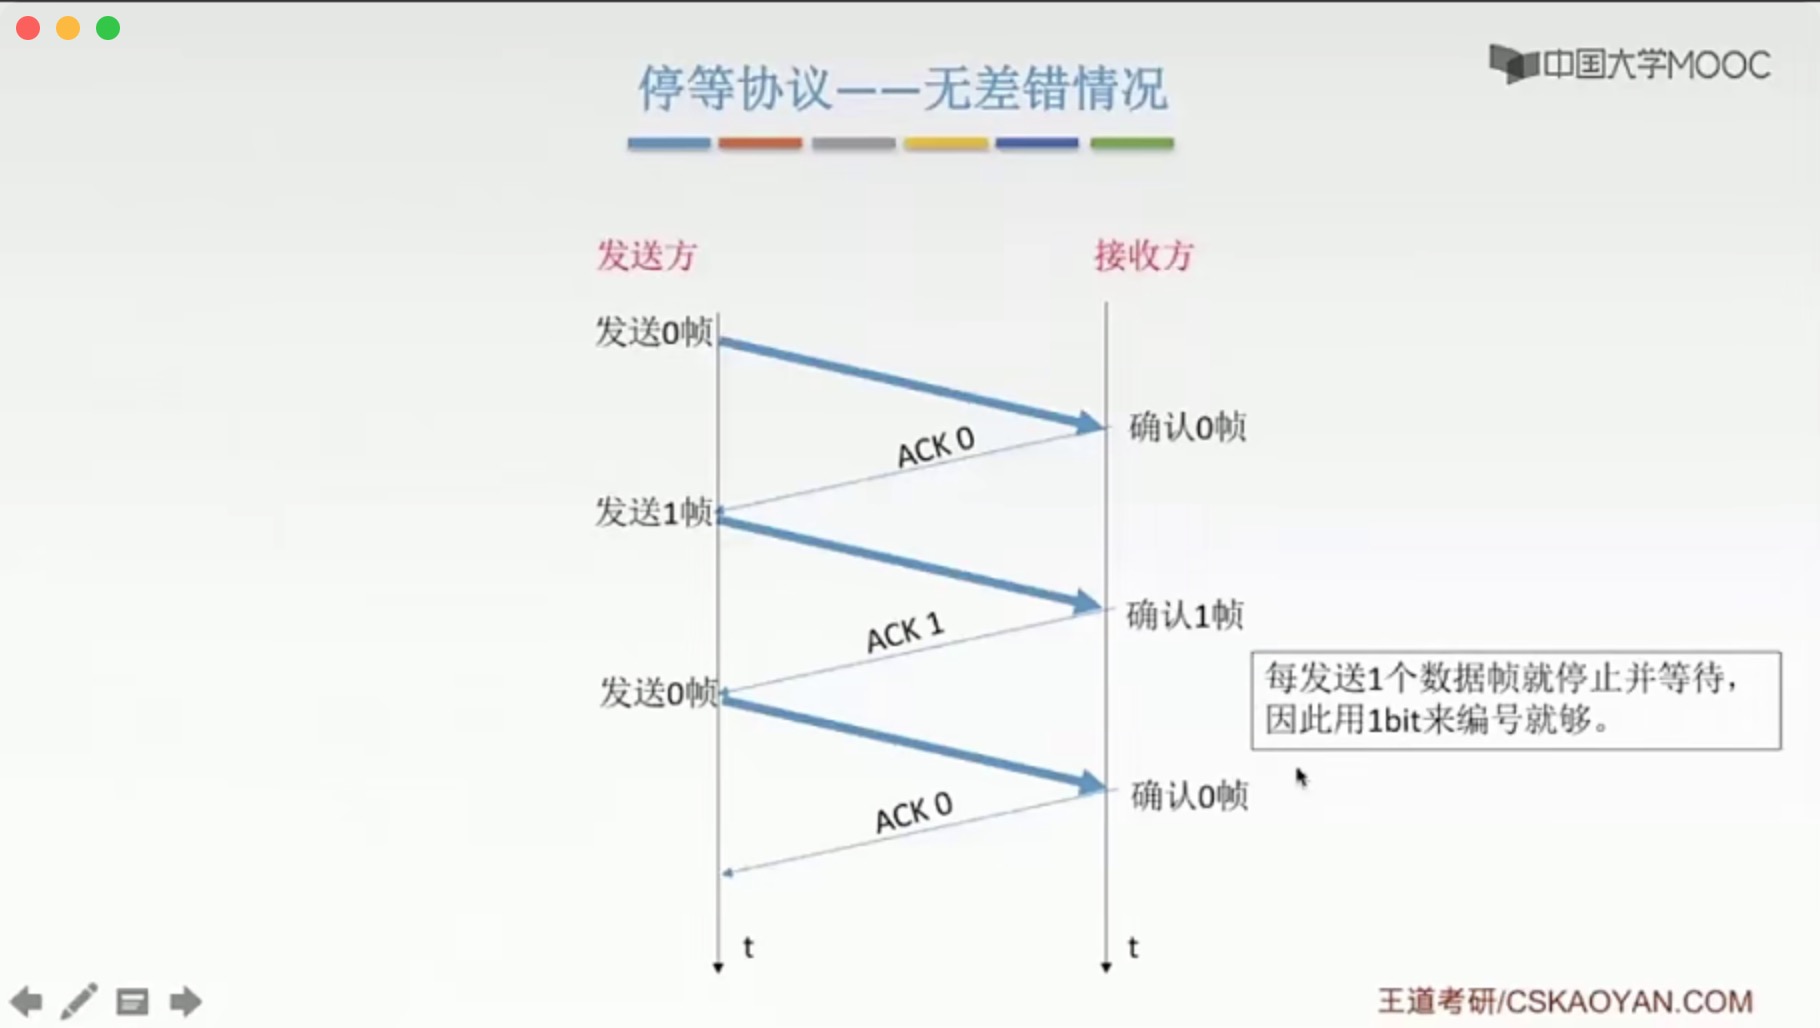 中国大学MOOC
停等协议——无差错情况
发送方
接收方
发送0帧
确认0帧
ACK 0
发送1帧
确认1帧
ACK 1
每发送1个数据帧就停止并等待，
因此用1bit来编号就够。
发送0帧
确认0帧
ACK 0
t
t
王道考研/CSKAOYAN.COM